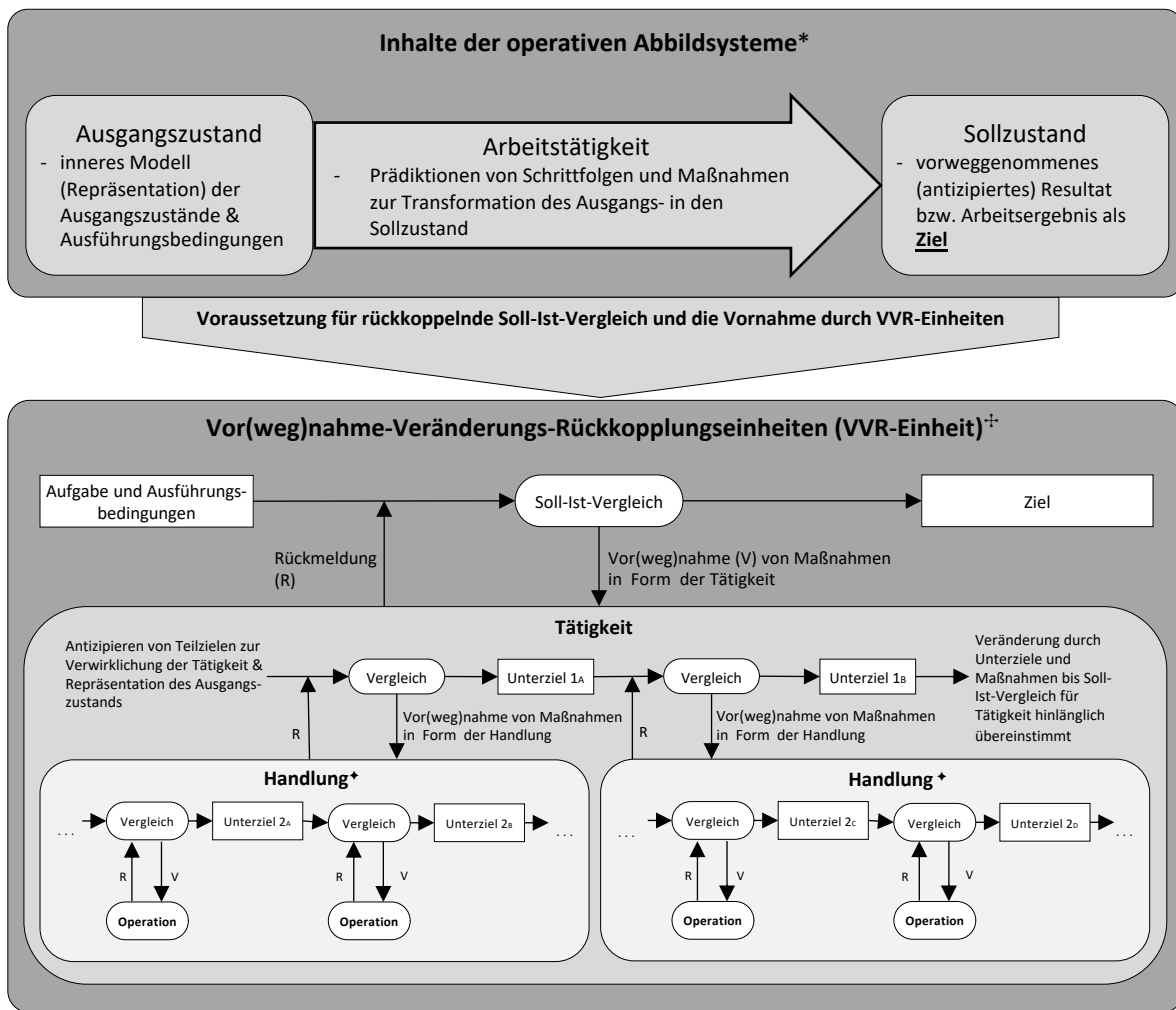 Inhalte der operativen Abbildsysteme*
Ausgangszustand
- inneres Modell
(Repräsentation) der
Ausgangszustände &
Ausführungsbedingungen
Arbeitstätigkeit
- Prädiktionen von Schrittfolgen und Maßnahmen
zur Transformation des Ausgangs- in den
Sollzustand
Sollzustand
- vorweggenommenes
(antizipiertes) Resultat
bzw. Arbeitsergebnis als
Ziel
Voraussetzung für rückkoppelnde Soll-Ist-Vergleich und die Vornahme durch VVR-Einheiten
Vor(weg)nahme-Veränderungs-Rückkopplungseinheiten (VVR-Einheit)⸸
Aufgabe und Ausführungs-
bedingungen
Soll-Ist-Vergleich
Ziel
Rückmeldung
(R)
Vor(weg)nahme (V) von Maßnahmen
in Form der Tätigkeit
Tätigkeit
Antizipieren von Teilzielen zur
Verwirklichung der Tätigkeit &
Repräsentation des Ausgangs-
zustands
Vergleich
Unterziel 1A
Vergleich
Unterziel 1B
Veränderung durch
Unterziele und
Maßnahmen bis Soll-
Ist-Vergleich für
Tätigkeit hinlänglich
übereinstimmt
R
Vor(weg)nahme von Maßnahmen
in Form der Handlung
R
Vor(weg)nahme von Maßnahmen
in Form der Handlung
Handlung✦
. . .
Vergleich
Unterziel 2A
Vergleich
Unterziel 2B
. . .
R
V
R
V
Operation
Operation
Handlung ✦
. . .
Vergleich
Unterziel 2C
Vergleich
Unterziel 2D
. . .
R
V
R
V
Operation
Operation